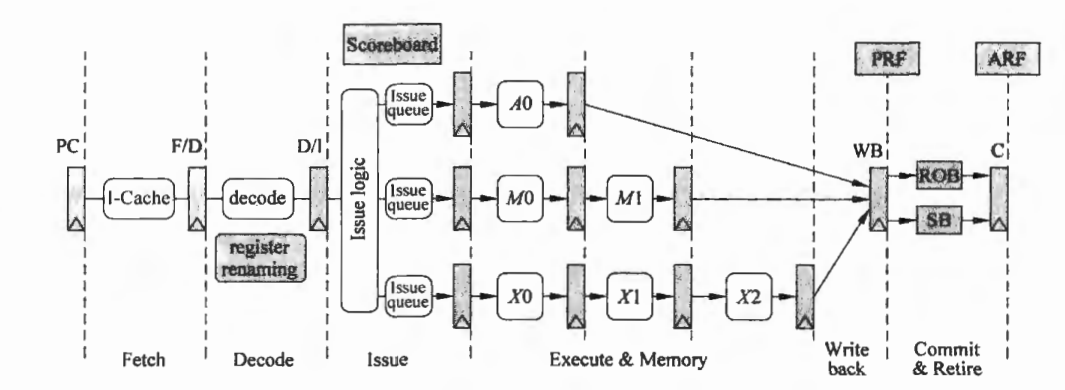 Scoreboard
PRF
ARF
Issue
queue
A0
PC
F/D
D/I
WB
C
I-Cache
decode
Issue logic
Issue
queue
M0
M1
ROB
SB
register
renaming
Issue
queue
X0
X1
X2
Fetch
Decode
Issue
Execute & Memory
Write
back
Commit
& Retire